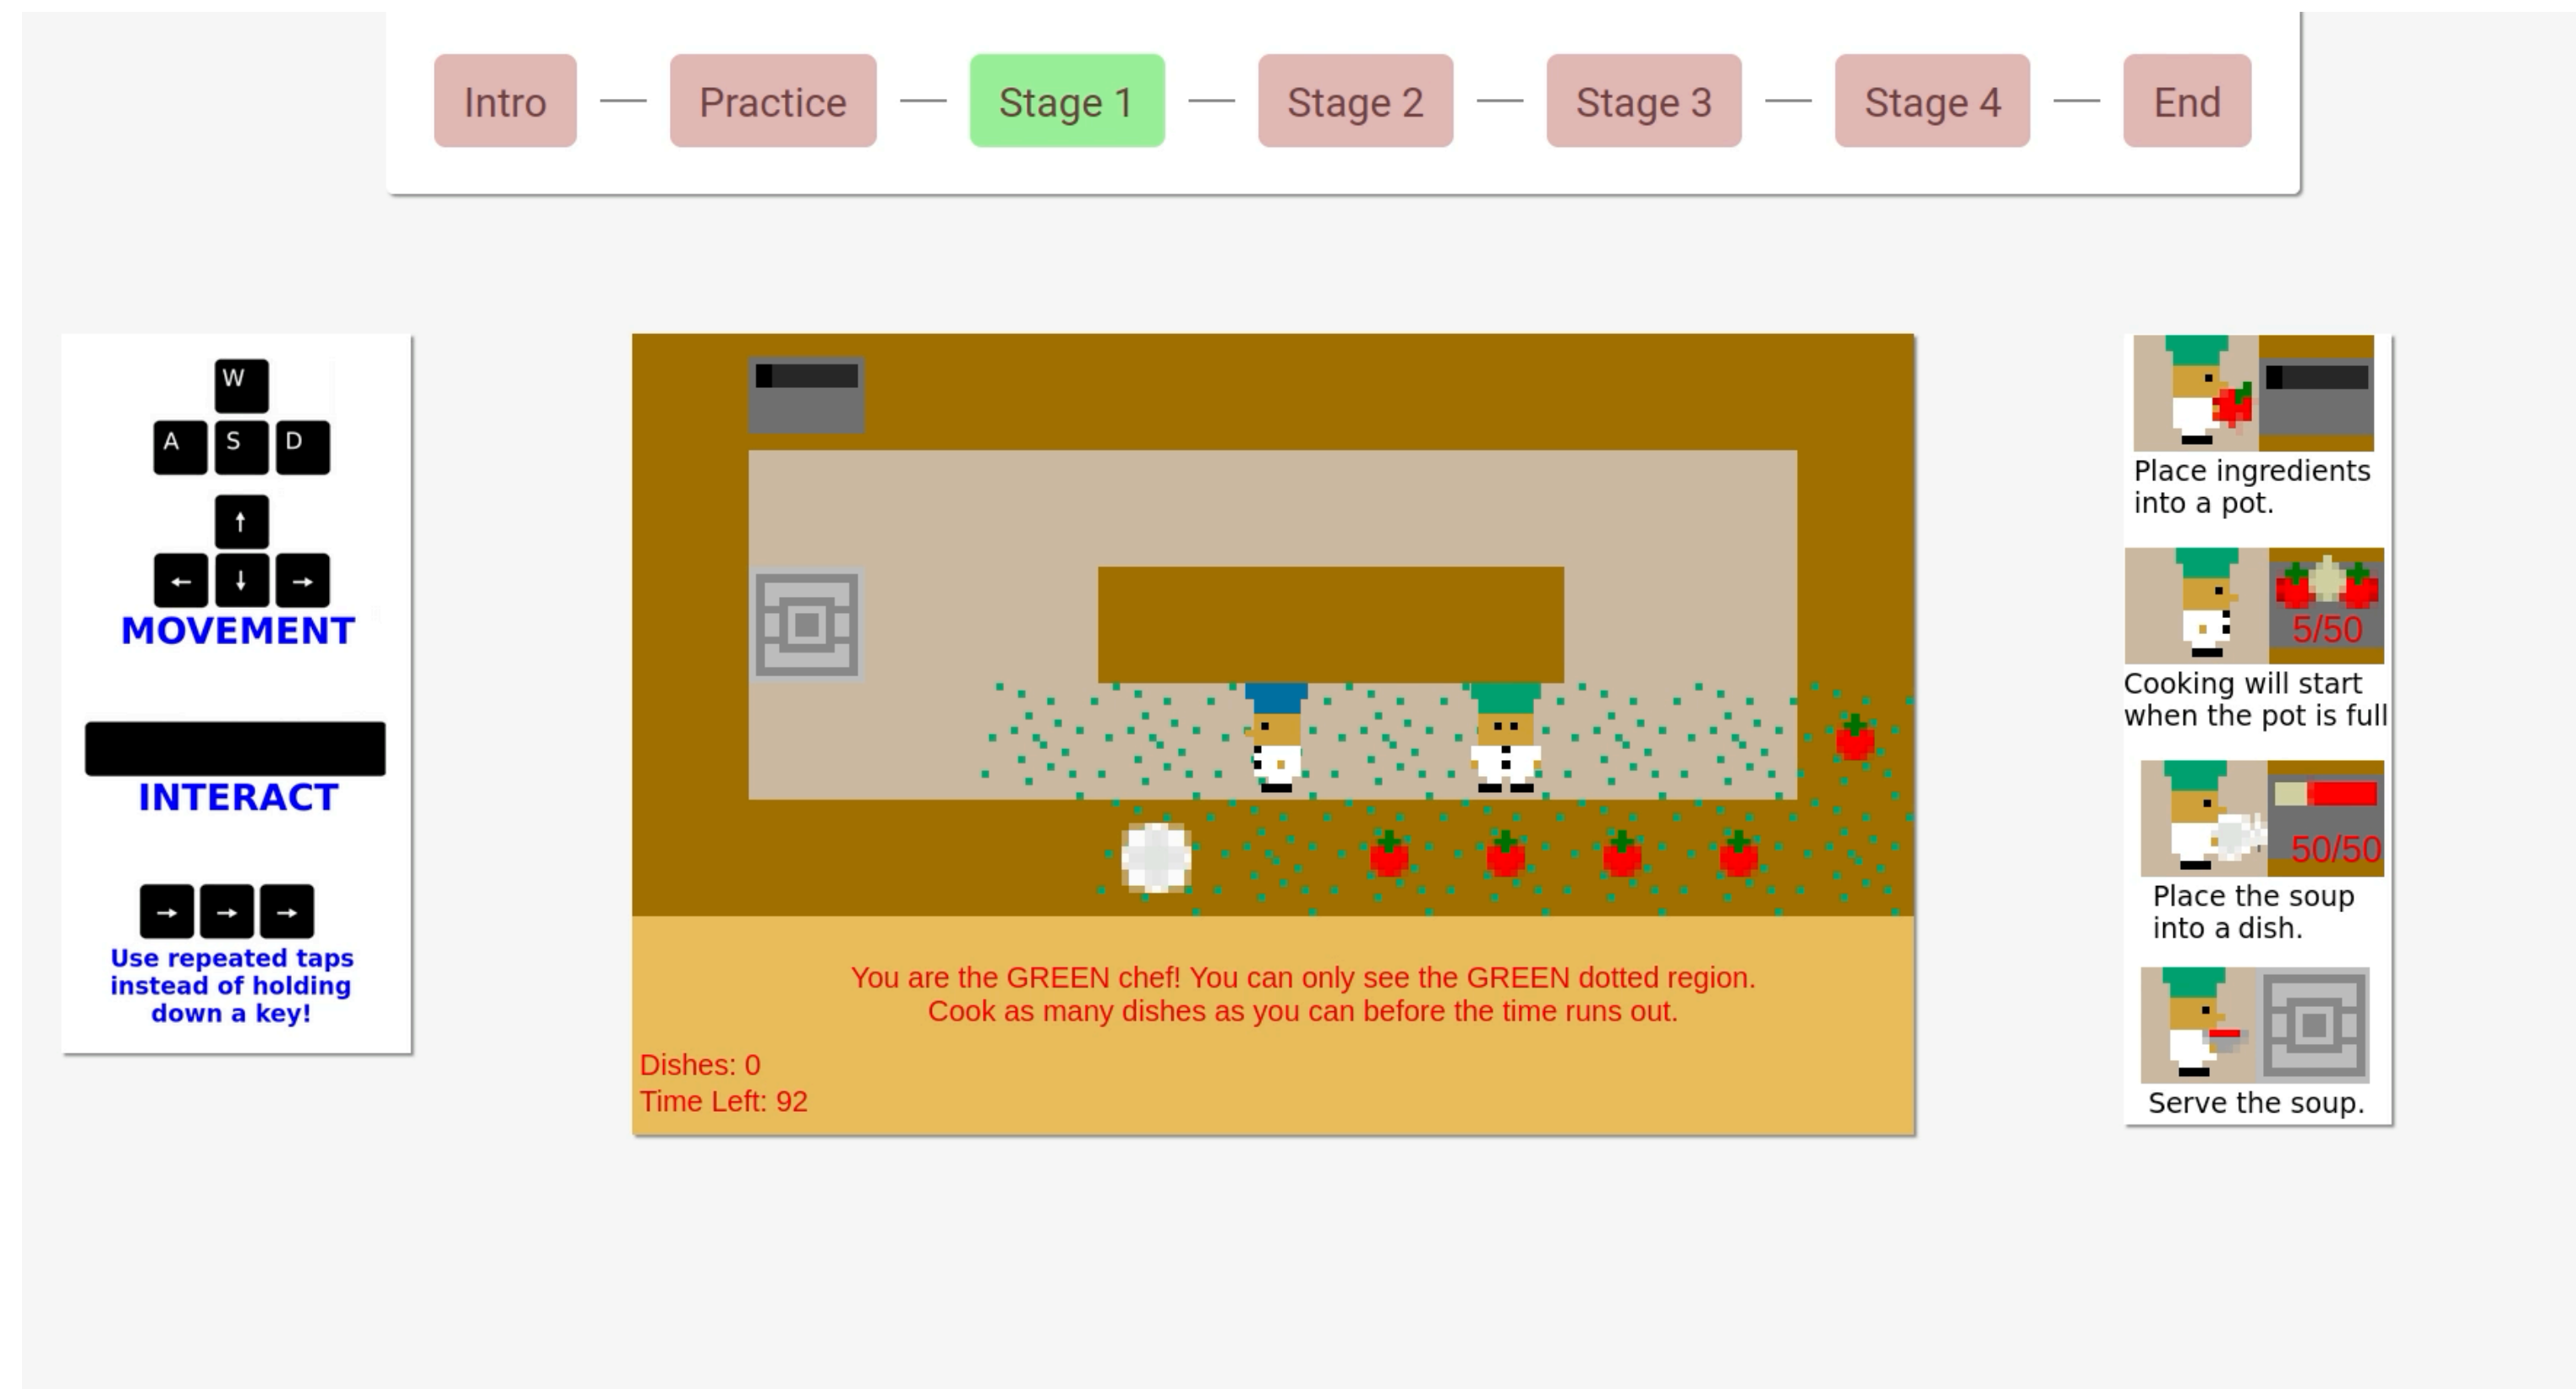 Intro — Practice — Stage 1 — Stage 2 — Stage 3 — Stage 4 — End
W
A S D
↑
← ↓ →
MOVEMENT
INTERACT
→ → →
Use repeated taps
instead of holding
down a key!
You are the GREEN chef! You can only see the GREEN dotted region.
Cook as many dishes as you can before the time runs out.
Dishes: 0
Time Left: 92
Place ingredients
into a pot.
5/50
Cooking will start
when the pot is full
50/50
Place the soup
into a dish.
Serve the soup.